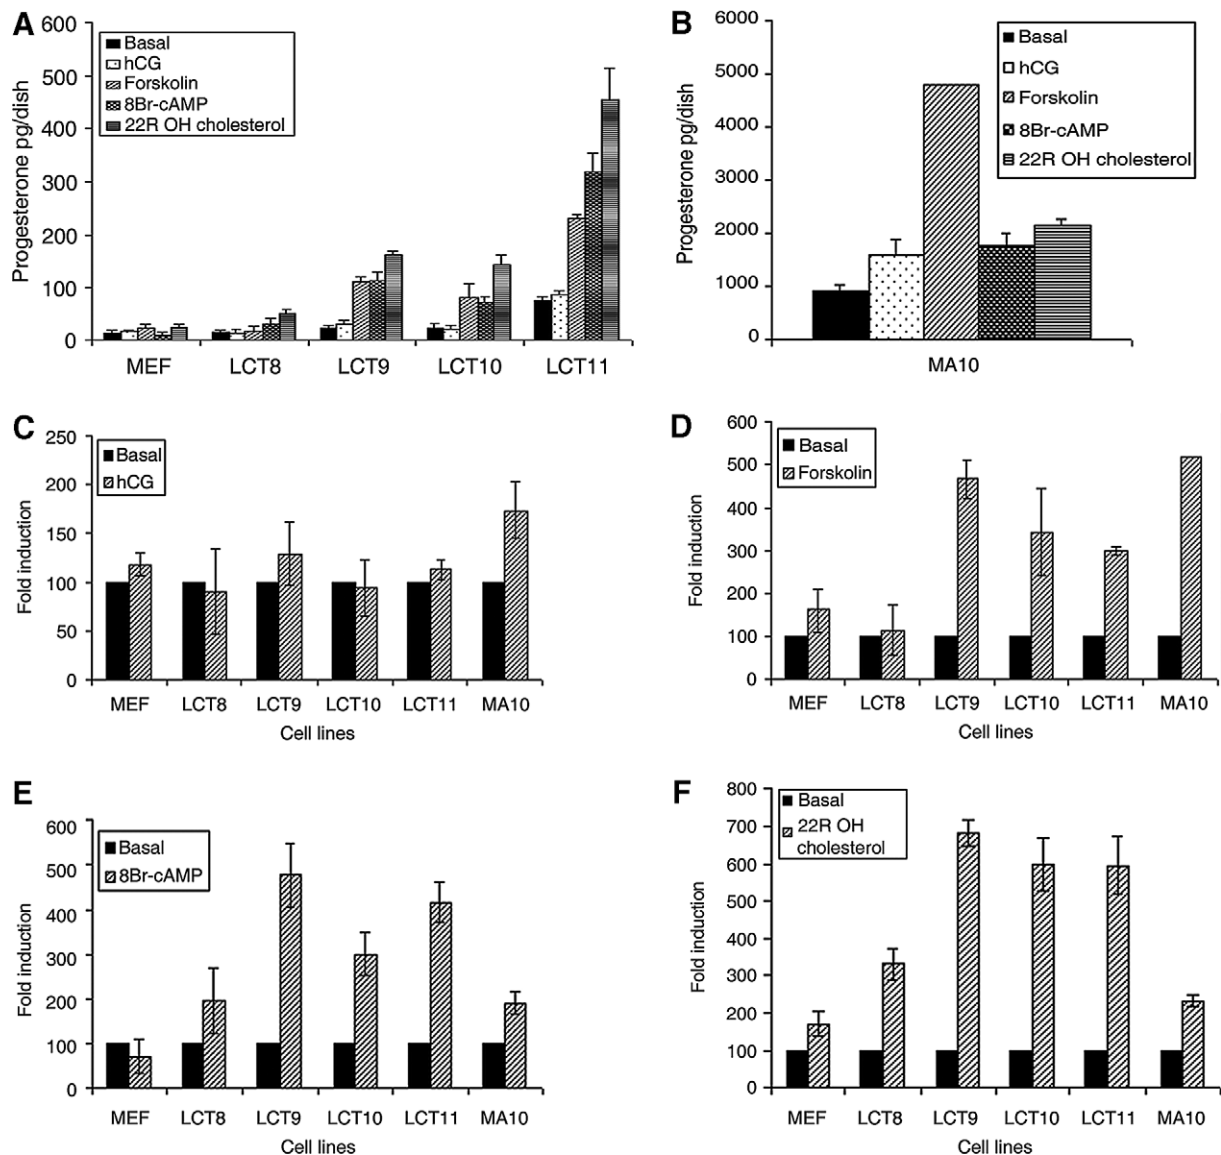 A
Progesterone pg/dish
600
500
400
300
200
100
0
Basal
hCG
Forskolin
8Br-cAMP
22R OH cholesterol
MEF LCT8 LCT9 LCT10 LCT11
B
Progesterone pg/dish
6000
5000
4000
3000
2000
1000
0
Basal
hCG
Forskolin
8Br-cAMP
22R OH cholesterol
MA10
C
Fold induction
250
200
150
100
50
0
Basal
hCG
MEF LCT8 LCT9 LCT10 LCT11 MA10
Cell lines
D
Fold induction
600
500
400
300
200
100
0
Basal
Forskolin
MEF LCT8 LCT9 LCT10 LCT11 MA10
Cell lines
E
Fold induction
600
500
400
300
200
100
0
Basal
8Br-cAMP
MEF LCT8 LCT9 LCT10 LCT11 MA10
Cell lines
F
Fold induction
800
700
600
500
400
300
200
100
0
Basal
22R OH
cholesterol
MEF LCT8 LCT9 LCT10 LCT11 MA10
Cell lines